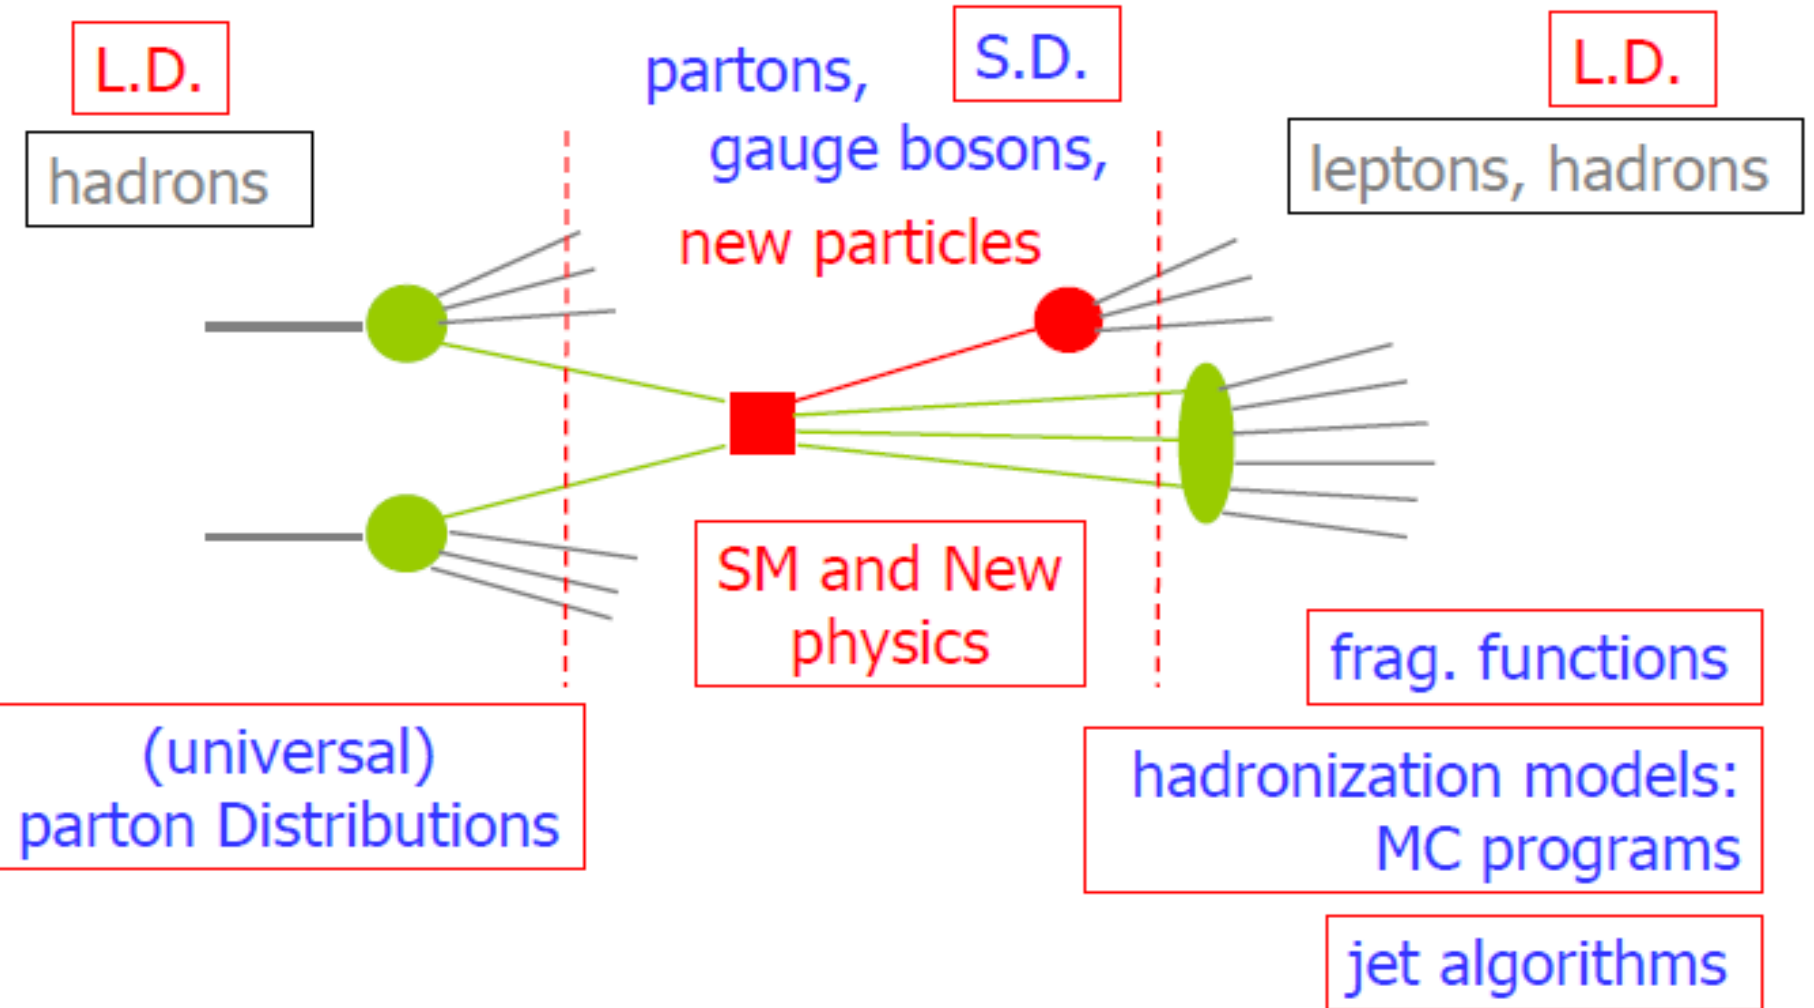 L.D.
hadrons
partons,
S.D.
gauge bosons,
new particles
L.D.
leptons, hadrons
SM and New
physics
(universal)
parton Distributions
frag. functions
hadronization models:
MC programs
jet algorithms